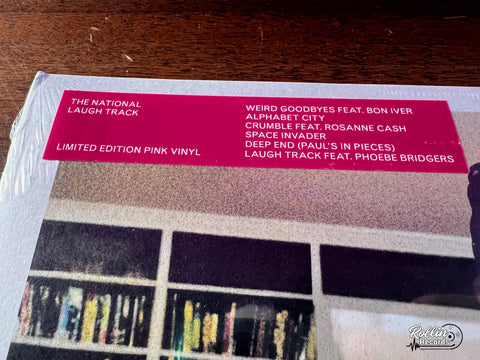 THE NATIONAL
LAUGH TRACK
LIMITED EDITION PINK VINYL
WEIRD GOODBYES FEAT. BON IVER
ALPHABET CITY
CRUMBLE FEAT. ROSANNE CASH
SPACE INVADER
DEEP END (PAUL'S IN PIECES)
LAUGH TRACK FEAT. PHOEBE BRIDGERS
Rollin'
Records